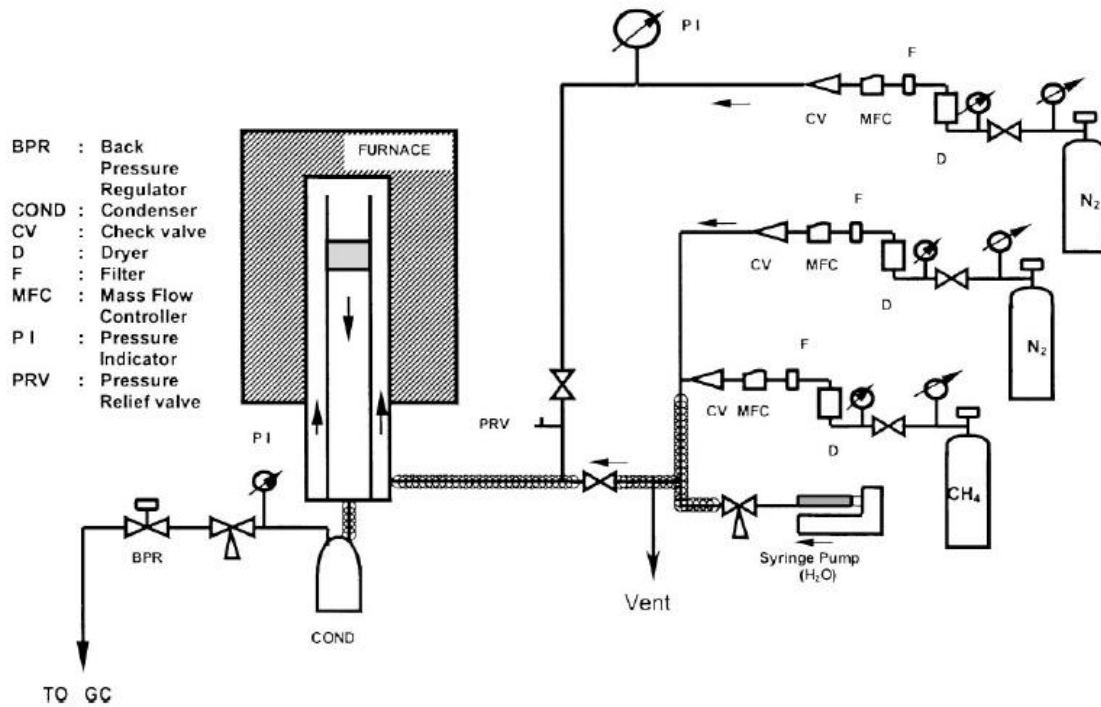 P I
F
CV MFC
D
N₂
BPR : Back
Pressure
Regulator
COND : Condenser
CV : Check valve
D : Dryer
F : Filter
MFC : Mass Flow
Controller
P I : Pressure
Indicator
PRV : Pressure
Relief valve
FURNACE
F
CV MFC
D
N₂
F
CV MFC
D
CH₄
PRV
P I
BPR
COND
Syringe Pump
(H₂O)
Vent
TO GC